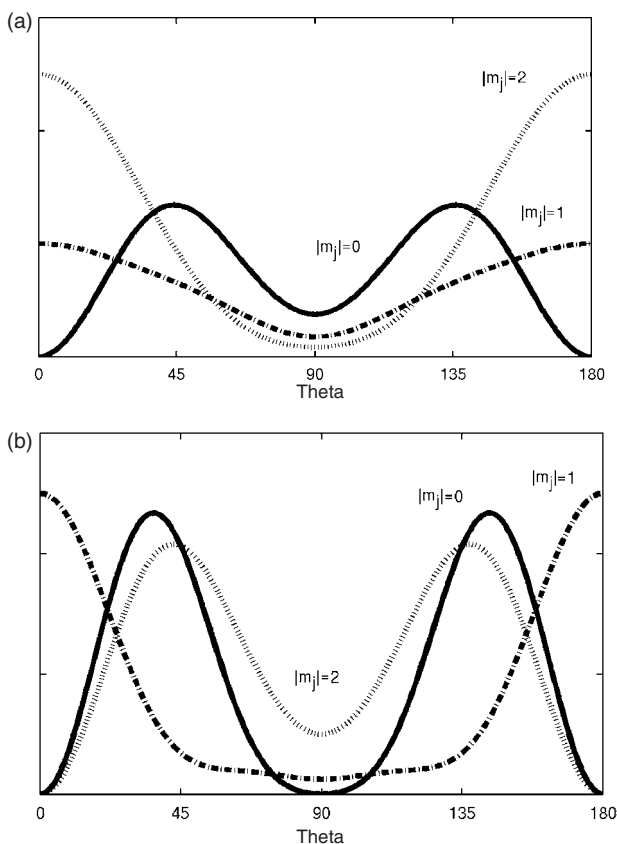 (a)
|mj|=2
|mj|=1
|mj|=0
0 45 90 135 180
Theta
(b)
|mj|=0 |mj|=1
|mj|=2
0 45 90 135 180
Theta